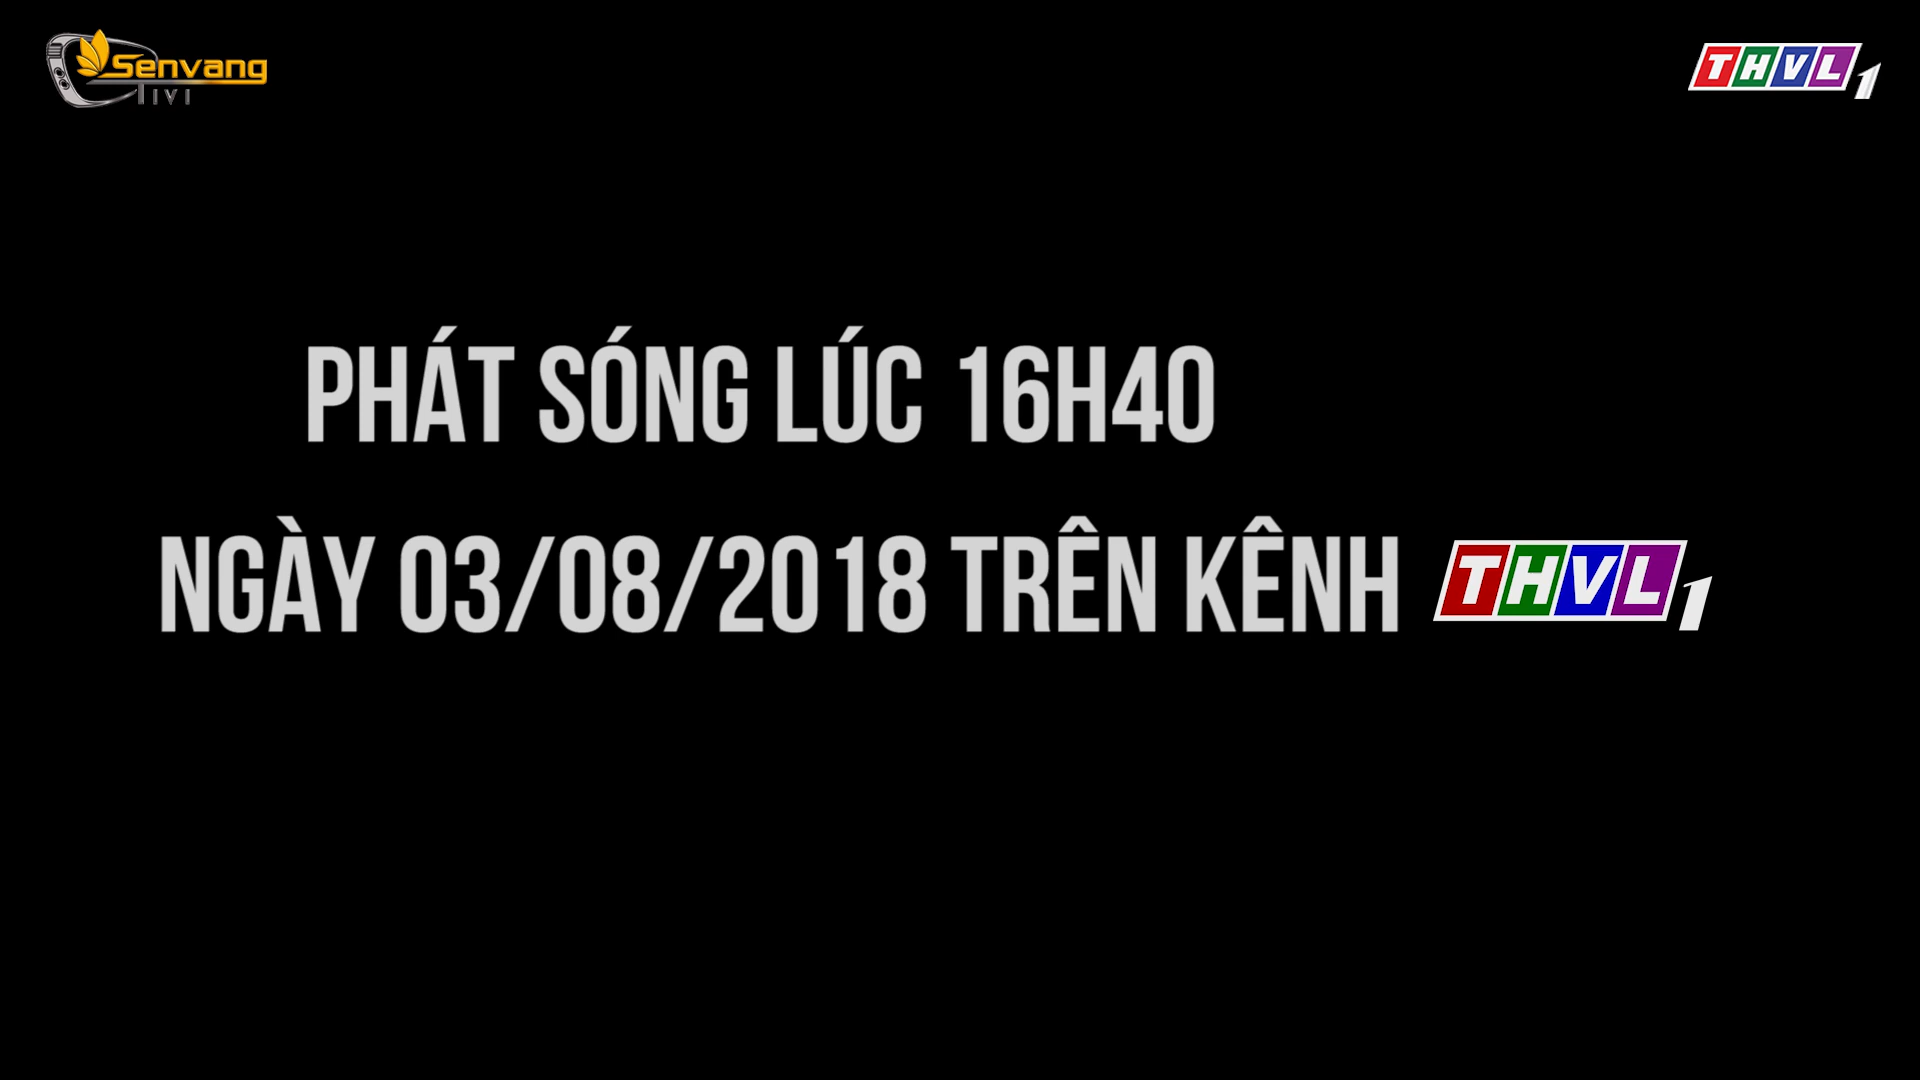 Senvang
TIVI
THVL1
PHÁT SÓNG LÚC 16H40
NGÀY 03/08/2018 TRÊN KÊNH THVL1